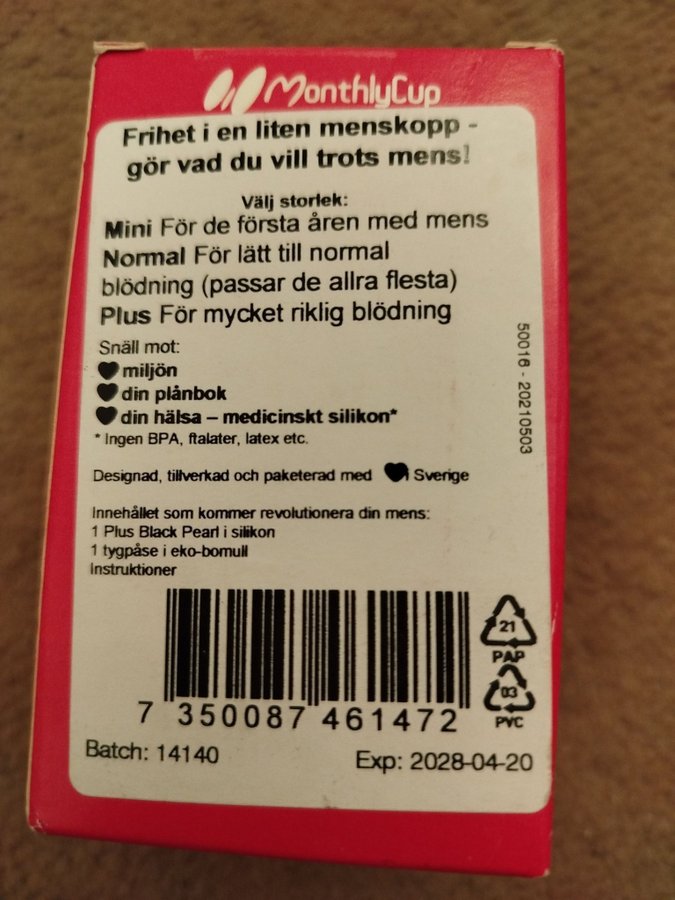 MonthlyCup
Frihet i en liten menskopp -
gör vad du vill trots mens!
Välj storlek:
Mini För de första åren med mens
Normal För lätt till normal
blödning (passar de allra flesta)
Plus För mycket riklig blödning
Snäll mot:
miljön
din plånbok
din hälsa – medicinskt silikon*
* Ingen BPA, ftalater, latex etc.
Designad, tillverkad och paketerad med ♥i Sverige
Innehållet som kommer revolutionera din mens:
1 Plus Black Pearl i silikon
1 tygpåse i eko-bomull
Instruktioner
50016 - 20210503
21
PAP
03
PVC
7 350087 461472
Batch: 14140
Exp: 2028-04-20